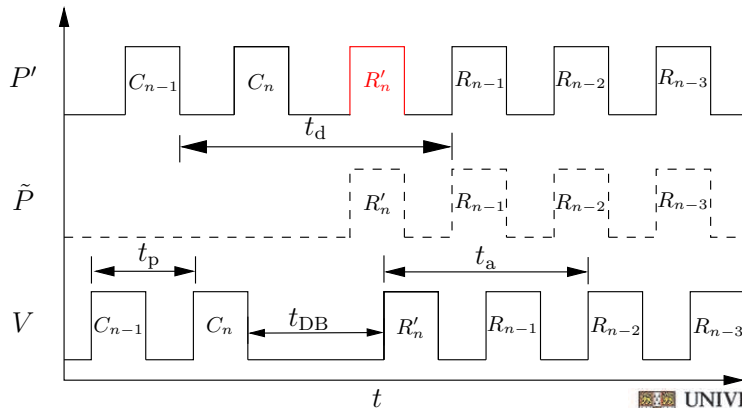 P′ C_{n−1} C_n R′_n R_{n−1} R_{n−2} R_{n−3}
t_d
P̃ R′_n R_{n−1} R_{n−2} R_{n−3}
t_p t_a
V C_{n−1} C_n t_DB R′_n R_{n−1} R_{n−2} R_{n−3}
t